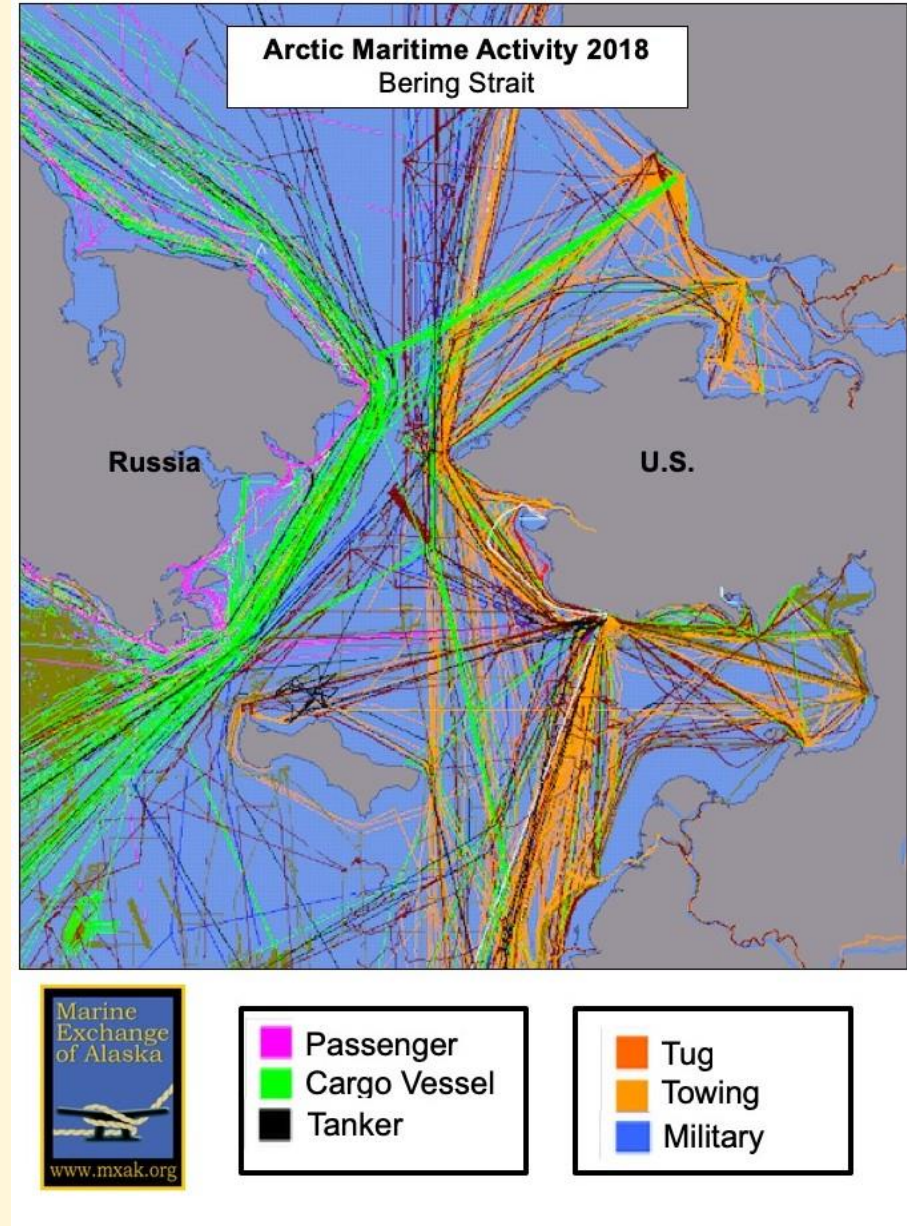 Arctic Maritime Activity 2018
Bering Strait
Russia
U.S.
Marine
Exchange
of Alaska
www.mxak.org
Passenger
Cargo Vessel
Tanker
Tug
Towing
Military